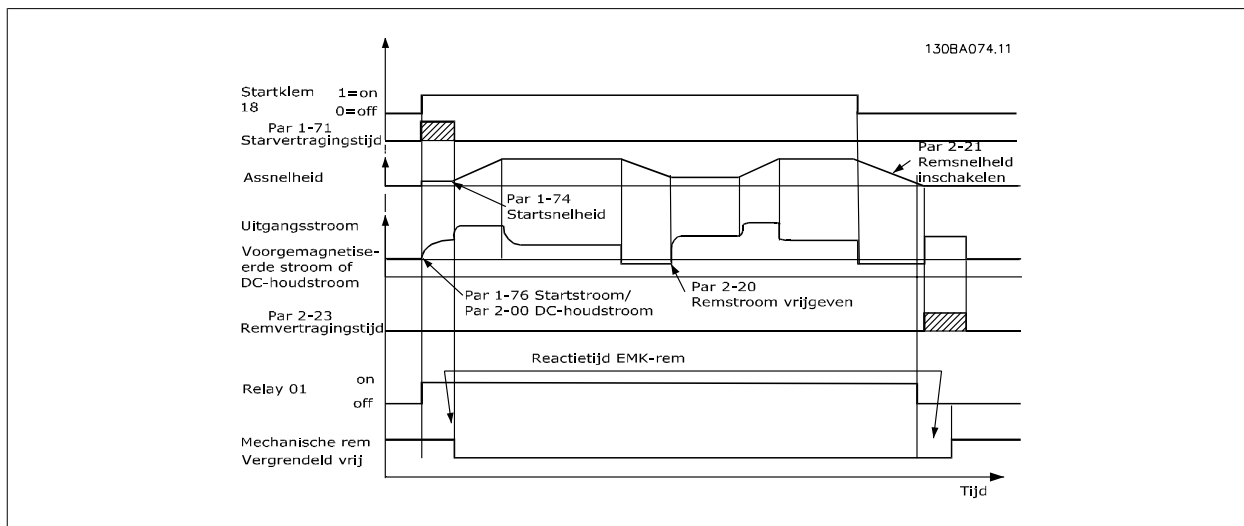 130BA074.11
Startklem 1=on
18 0=off
Par 1-71
Starvertragingstijd
Par 2-21
Remsnelheid
inschakelen
Assnelheid
Par 1-74
Startsnelheid
Uitgangsstroom
Voorgemagnetise-
erde stroom of
DC-houdstroom
Par 1-76 Startstroom/
Par 2-00 DC-houdstroom
Par 2-20
Remstroom vrijgeven
Par 2-23
Remvertragingstijd
Reactietijd EMK-rem
on
Relay 01
off
Mechanische rem
Vergrendeld vrij
Tijd